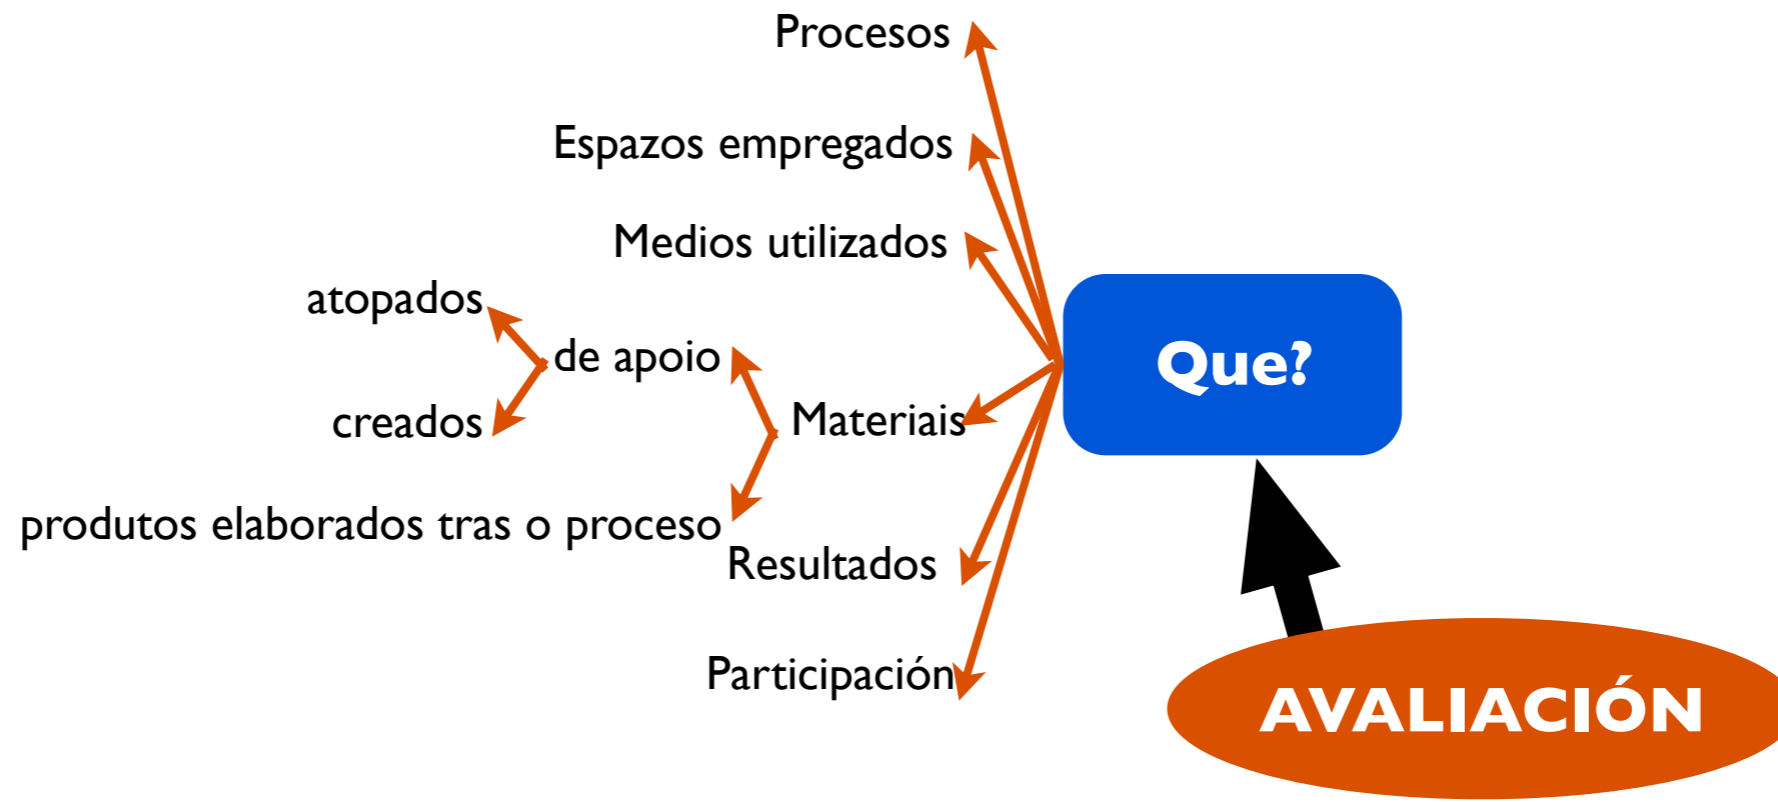 Procesos
Espazos empregados
Medios utilizados
atopados
de apoio
creados
Materiais
produtos elaborados tras o proceso
Resultados
Participación
Que?
AVALIACIÓN